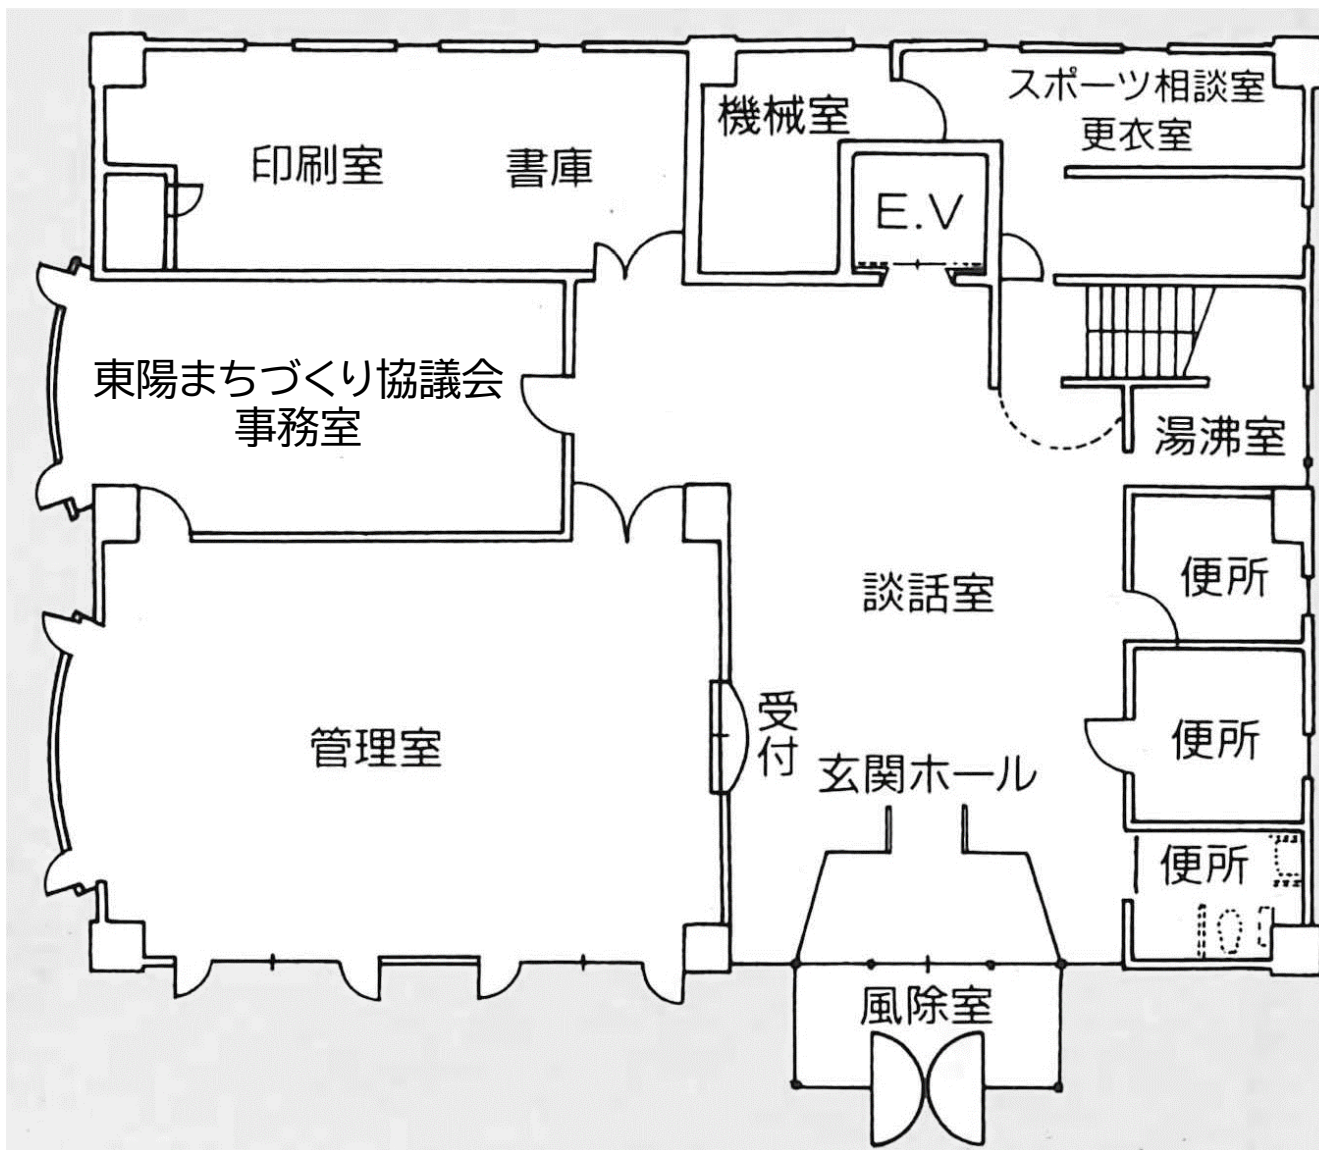 スポーツ相談室
更衣室
機械室
印刷室
書庫
E.V
東陽まちづくり協議会
事務室
湯沸室
談話室
便所
受付
管理室
便所
玄関ホール
便所
風除室